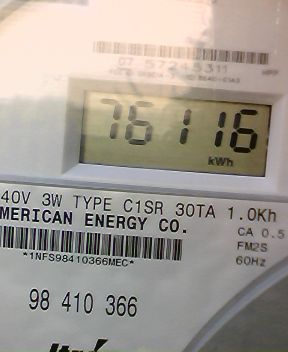 07 57245311
76116
kWh
40V 3W TYPE C1SR 30TA 1.0Kh
MERICAN ENERGY CO.
CA 0.5
FM2S
60Hz
*1NFS98410366MEC*
98 410 366